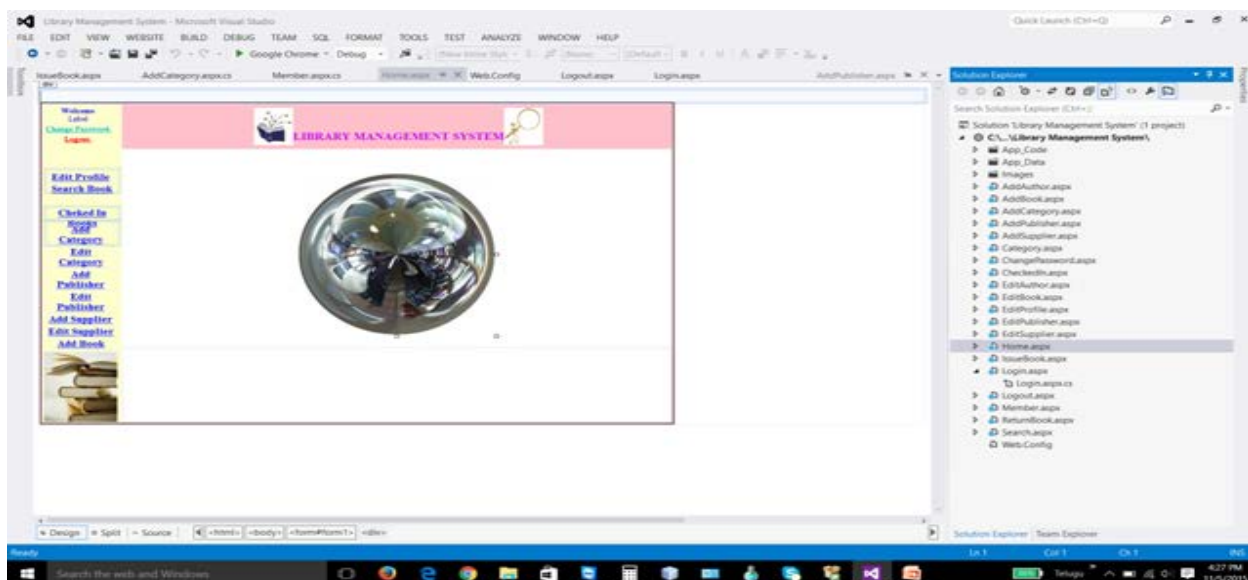 Library Management System - Microsoft Visual Studio
Quick Launch (Ctrl+Q)
FILE EDIT VIEW WEBSITE BUILD DEBUG TEAM SQL FORMAT TOOLS TEST ANALYZE WINDOW HELP
Google Chrome Debug
IssueBook.aspx AddCategory.aspx.cs Member.aspx.cs Home.aspx Web.Config Logout.aspx Login.aspx AddPublisher.aspx
Toolbox
div
Welcome
Label
Change Password.
Logout.
LIBRARY MANAGEMENT SYSTEM
Edit Profile
Search Book
Cheked In
Books
Add
Category
Edit
Category
Add
Publisher
Edit
Publisher
Add Supplier
Edit Supplier
Add Book
Design Split Source <html> <body> <form#form1> <div>
Solution Explorer
Properties
Search Solution Explorer (Ctrl+;)
Solution 'Library Management System' (1 project)
C:\...\Library Management System\
App_Code
App_Data
Images
AddAuthor.aspx
AddBook.aspx
AddCategory.aspx
AddPublisher.aspx
AddSupplier.aspx
Category.aspx
ChangePassword.aspx
CheckedIn.aspx
EditAuthor.aspx
EditBook.aspx
EditProfile.aspx
EditPublisher.aspx
EditSupplier.aspx
Home.aspx
IssueBook.aspx
Login.aspx
Login.aspx.cs
Logout.aspx
Member.aspx
ReturnBook.aspx
Search.aspx
Web.Config
Solution Explorer Team Explorer
Ready Ln 1 Col 1 Ch 1 INS
Search the web and Windows
Telugu
4:27 PM